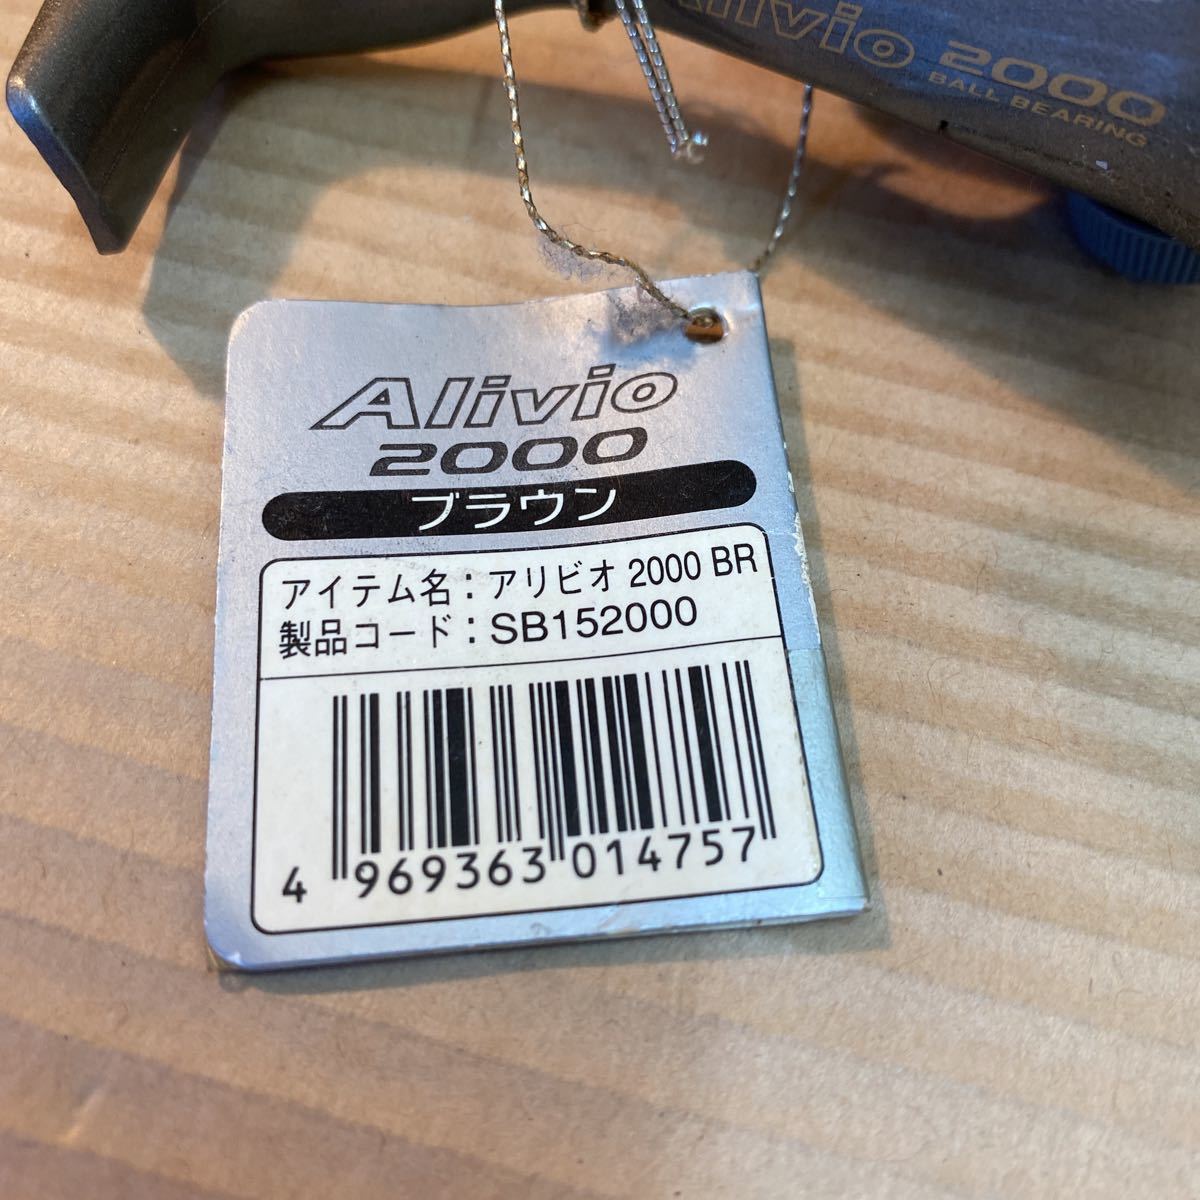 Alivio 2000
BALL BEARING
Alivio
2000
ブラウン
アイテム名：アリビオ 2000 BR
製品コード：SB152000
4 969363 014757